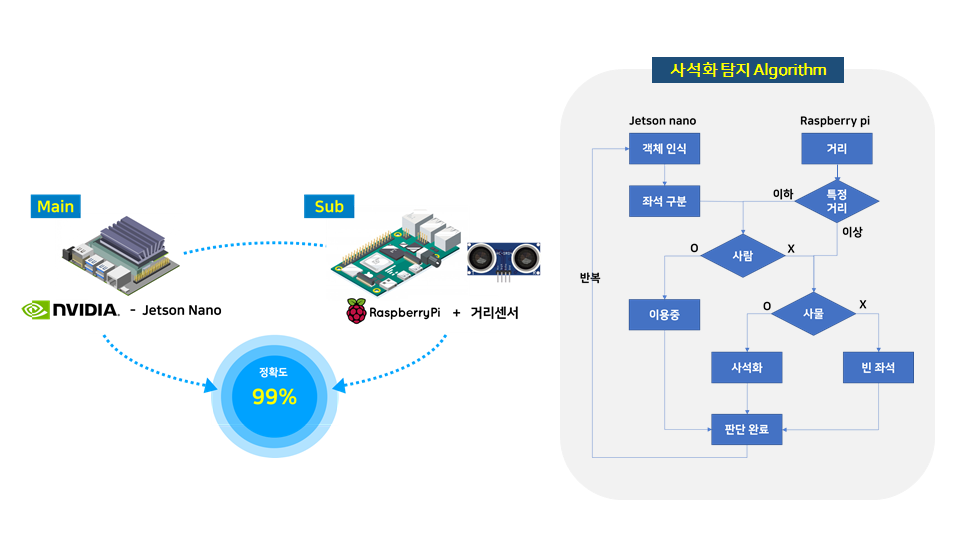 사석화 탐지 Algorithm
Jetson nano
Raspberry pi
객체 인식
거리
Main
Sub
좌석 구분
이하
특정
거리
이상
O
사람
X
반복
NVIDIA.
- Jetson Nano
RaspberryPi + 거리센서
이용중
O
사물
X
정확도
99%
사석화
빈 좌석
판단 완료